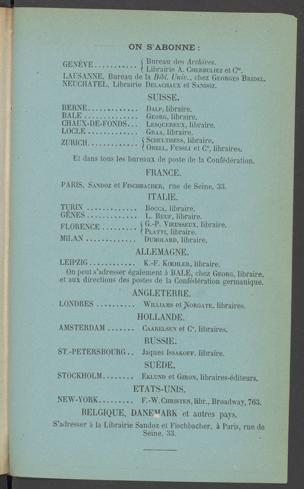 ON S'ABONNE :
GENÈVE............ { Bureau des Archives.
Librairie A. CHERBULIEZ et Cie.
LAUSANNE, Bureau de la Bibl. Univ., chez GEORGES BRIDEL.
NEUCHATEL, Librairie DELACHAUX et SANDOZ.
SUISSE.
BERNE............ DALP, libraire.
BALE............ GEORG, libraire.
CHAUX-DE-FONDS... LESQUEREUX, libraire.
LOCLE............ GRAA, libraire.
ZURICH............ { SCHULTHESS, libraire.
ORELL, FUSSLI et Cie, libraires.
Et dans tous les bureaux de poste de la Confédération.
FRANCE.
PARIS, SANDOZ et FISCHBACHER, rue de Seine, 33.
ITALIE.
TURIN............ BOCCA, libraire.
GÊNES............ L. BEUF, libraire.
FLORENCE............ { G.-P. VIEUSSEUX, libraire.
PIATTI, libraire.
MILAN............ DUMOLARD, libraire.
ALLEMAGNE.
LEIPZIG............ K.-F. KŒHLER, libraire.
On peut s'adresser également à BALE, chez GEORG, libraire,
et aux directions des postes de la Confédération germanique.
ANGLETERRE.
LONDRES............ WILLIAMS et NORGATE, libraires.
HOLLANDE.
AMSTERDAM....... CAARELSEN et Cie, libraires.
RUSSIE.
ST.-PETERSBOURG.. Jaques ISSAKOFF, libraire.
SUÈDE.
STOCKHOLM........ EKLUND et GIRON, libraires-éditeurs.
ETATS-UNIS.
NEW-YORK......... F.-W. CHRISTEN, libr., Broadway, 763.
BELGIQUE, DANEMARK et autres pays.
S'adresser à la Librairie Sandoz et Fischbacher, à Paris, rue de
Seine, 33.